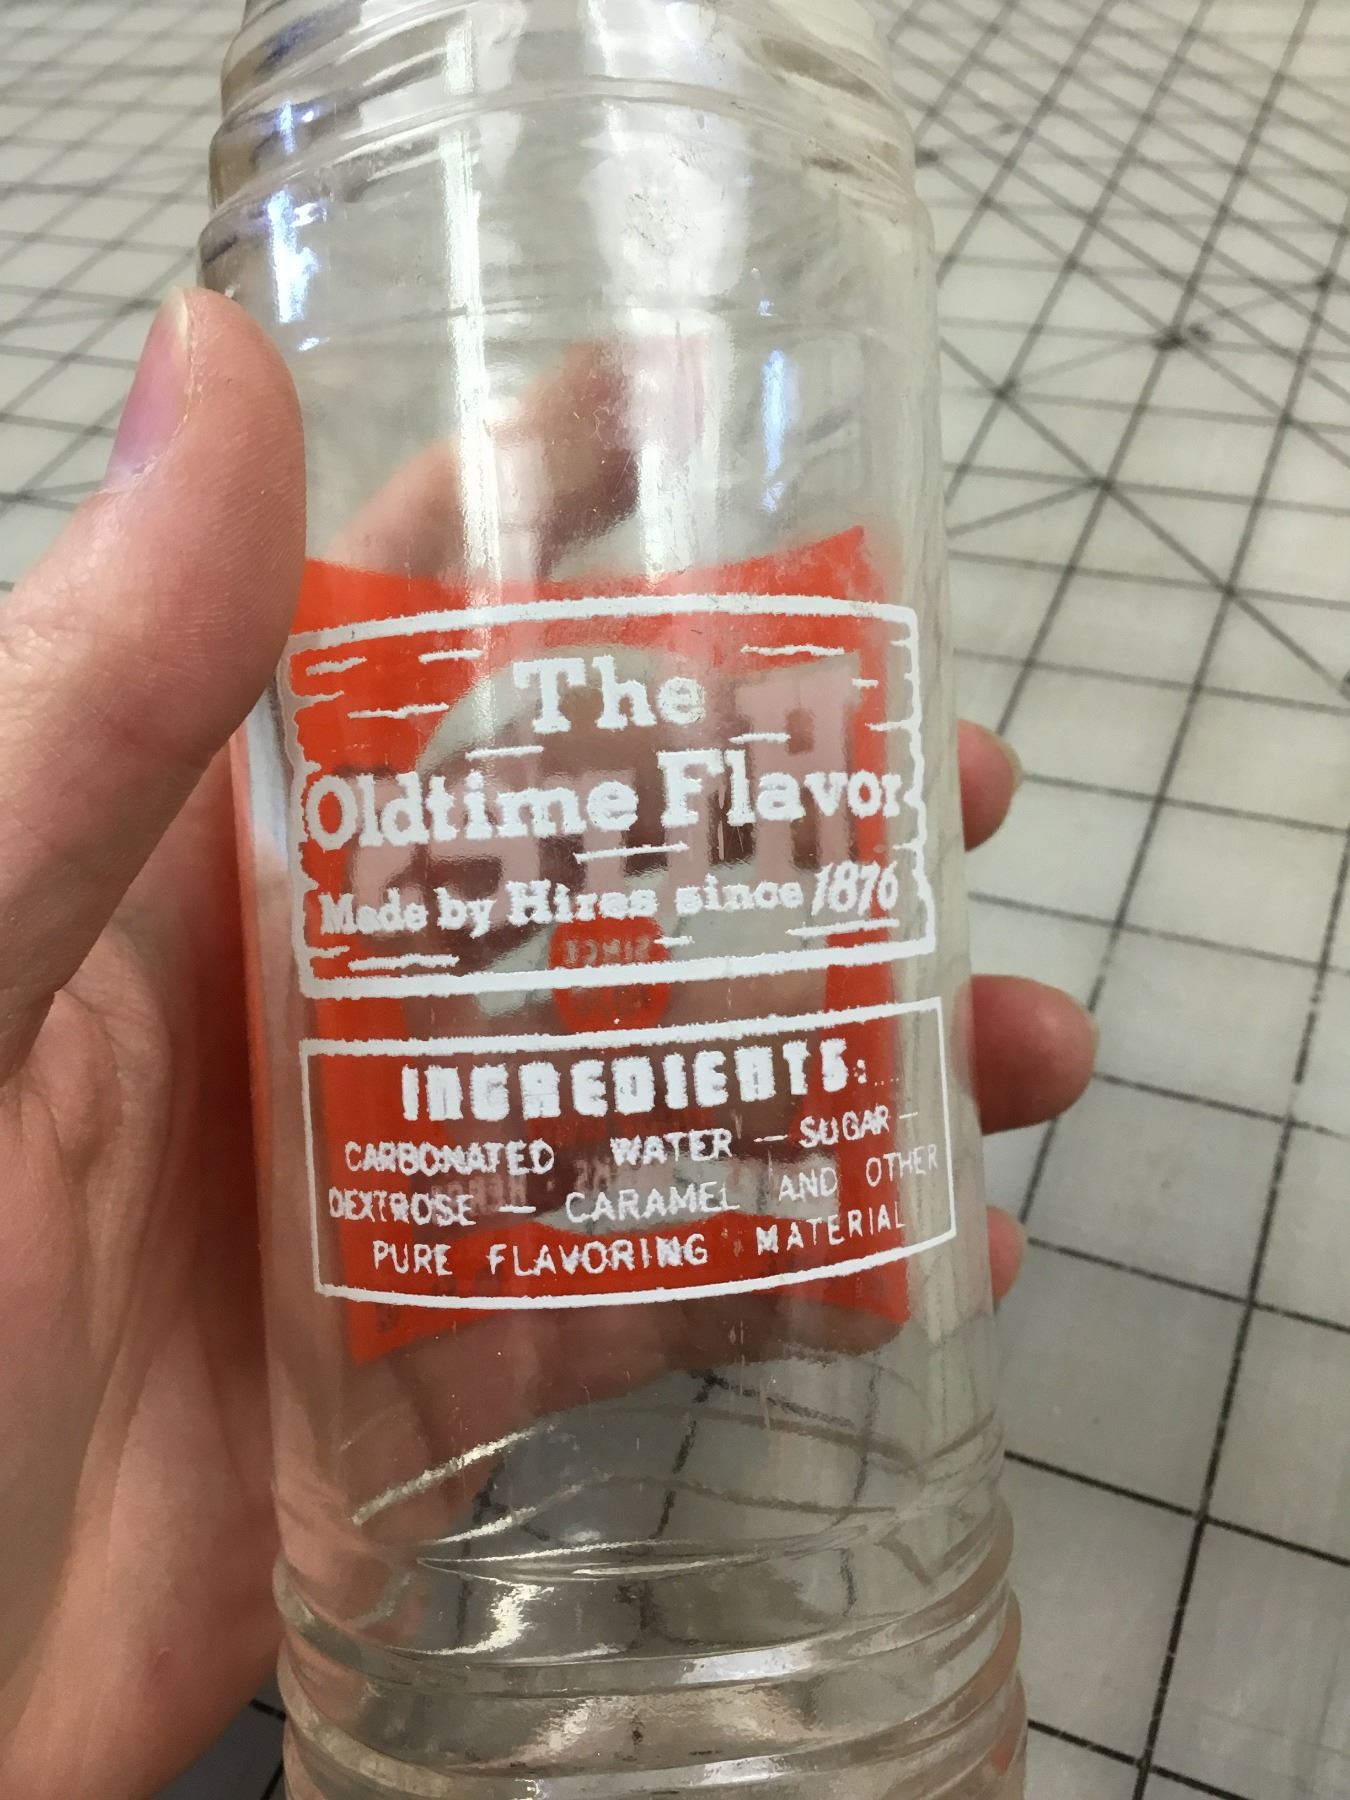 The
Oldtime Flavor
Made by Hires since 1876
INGREDIENTS:
CARBONATED WATER — SUGAR —
DEXTROSE — CARAMEL AND OTHER
PURE FLAVORING MATERIAL
SINCE